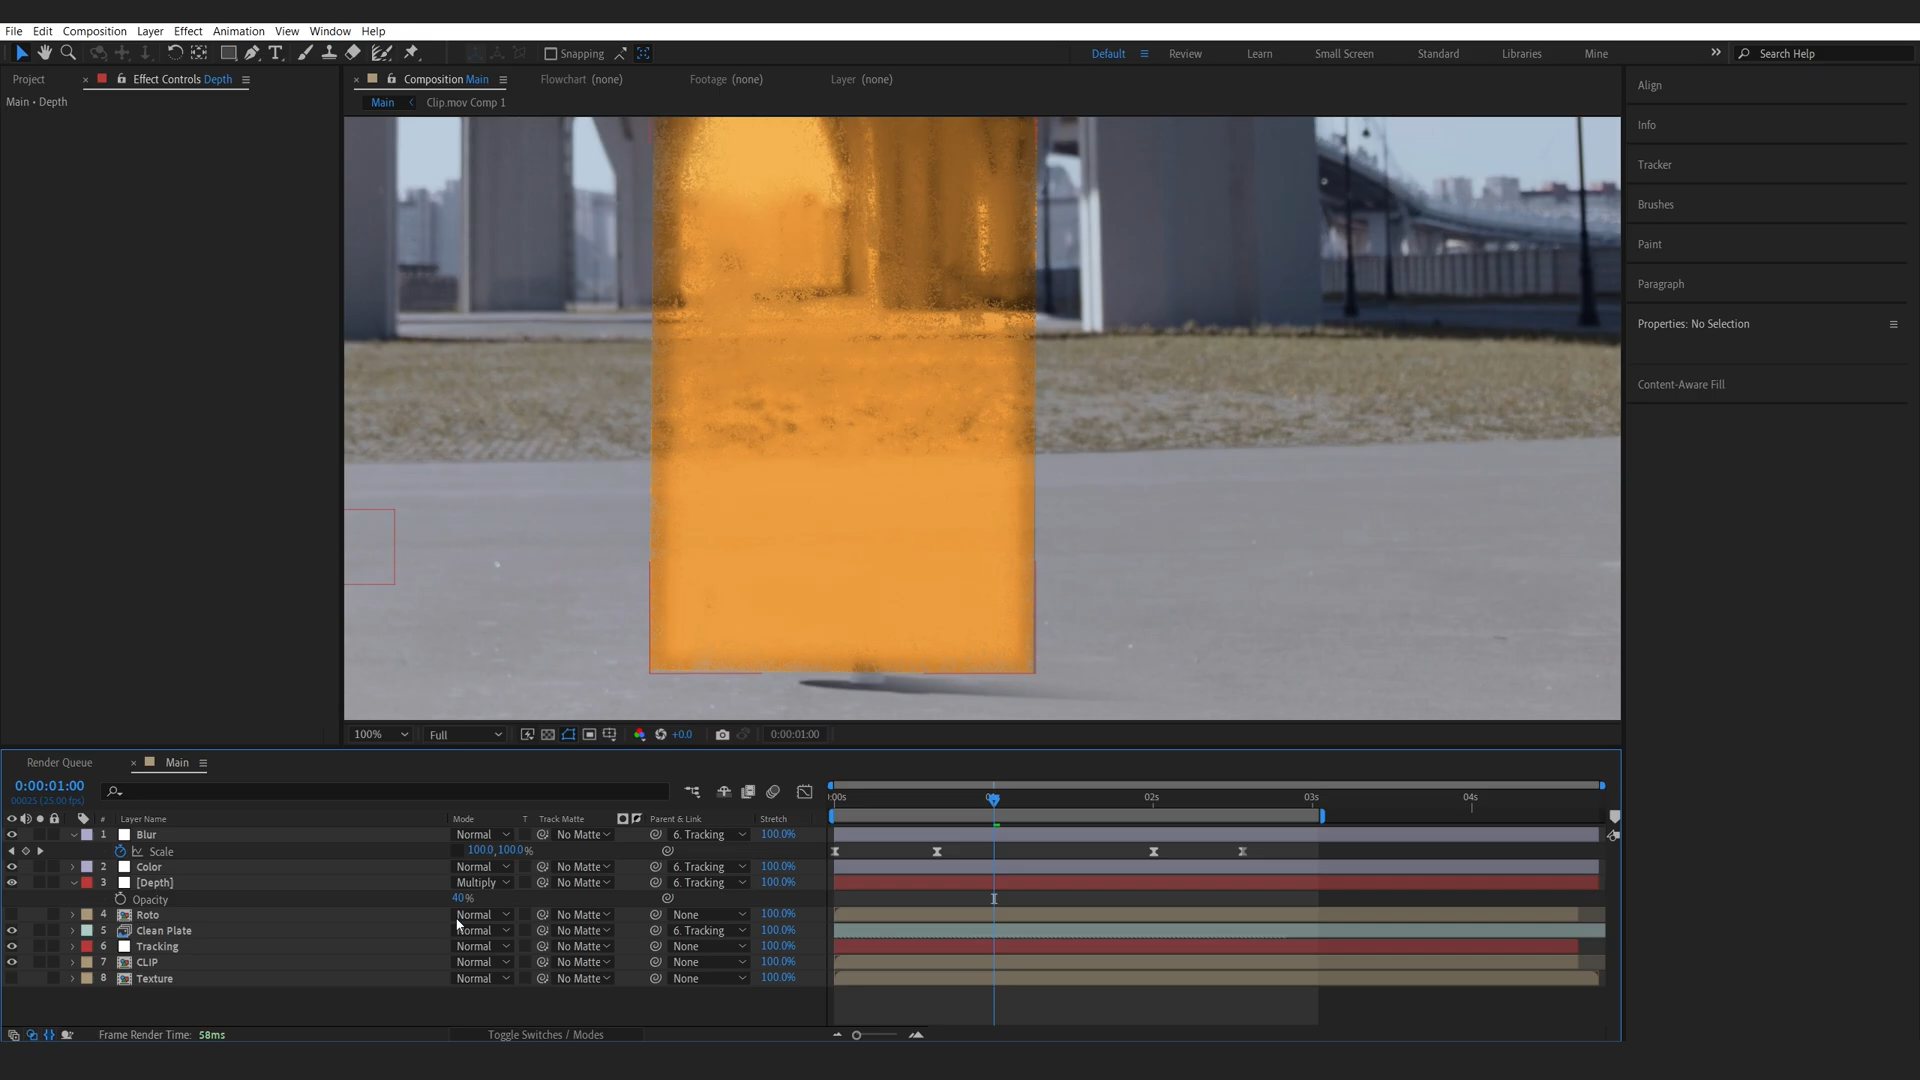 File Edit Composition Layer Effect Animation View Window Help
Snapping
Default Review Learn Small Screen Standard Libraries Mine
Search Help
Project
Effect Controls Depth
Composition Main
Flowchart (none)
Footage (none)
Layer (none)
Main • Depth
Main
Clip.mov Comp 1
Align
Info
Tracker
Brushes
Paint
Paragraph
Properties: No Selection
Content-Aware Fill
100% Full +0.0 0:00:01:00
Render Queue
Main
0:00:01:00
00025 (25.00 fps)
:00s 02s 03s 04s
# Layer Name Mode T Track Matte Parent & Link Stretch
1 Blur Normal No Matte 6. Tracking 100.0%
Scale 100.0,100.0%
2 Color Normal No Matte 6. Tracking 100.0%
3 [Depth] Multiply No Matte 6. Tracking 100.0%
Opacity 40%
4 Roto Normal No Matte None 100.0%
5 Clean Plate Normal No Matte 6. Tracking 100.0%
6 Tracking Normal No Matte None 100.0%
7 CLIP Normal No Matte None 100.0%
8 Texture Normal No Matte None 100.0%
Frame Render Time: 58ms
Toggle Switches / Modes